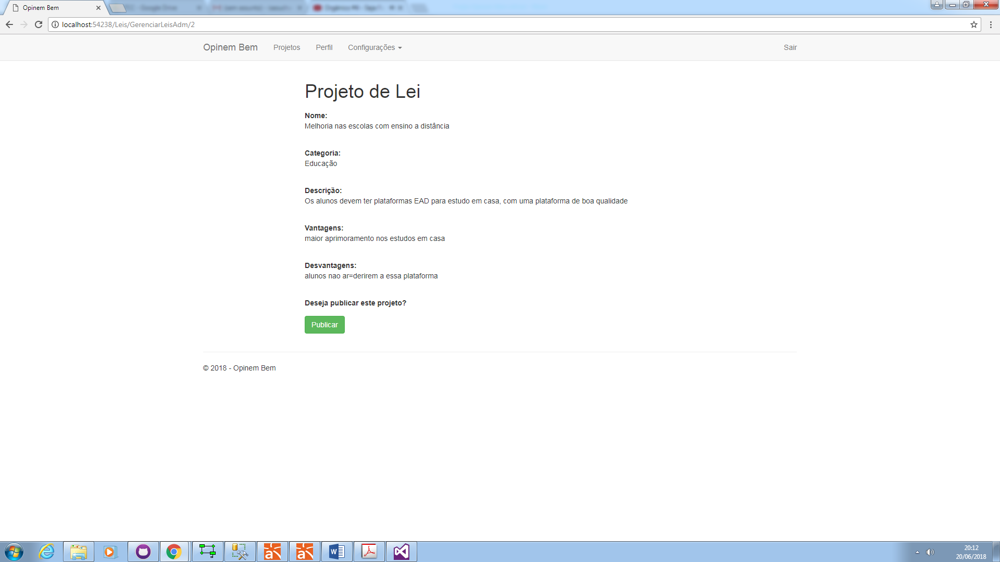 Opinem Bem
localhost:54238/Leis/GerenciarLeisAdm/2
Opinem Bem Projetos Perfil Configurações Sair
Projeto de Lei
Nome:
Melhoria nas escolas com ensino a distância
Categoria:
Educação
Descrição:
Os alunos devem ter plataformas EAD para estudo em casa, com uma plataforma de boa qualidade
Vantagens:
maior aprimoramento nos estudos em casa
Desvantagens:
alunos nao ar=derirem a essa plataforma
Deseja publicar este projeto?
Publicar
© 2018 - Opinem Bem
20:12
20/06/2018